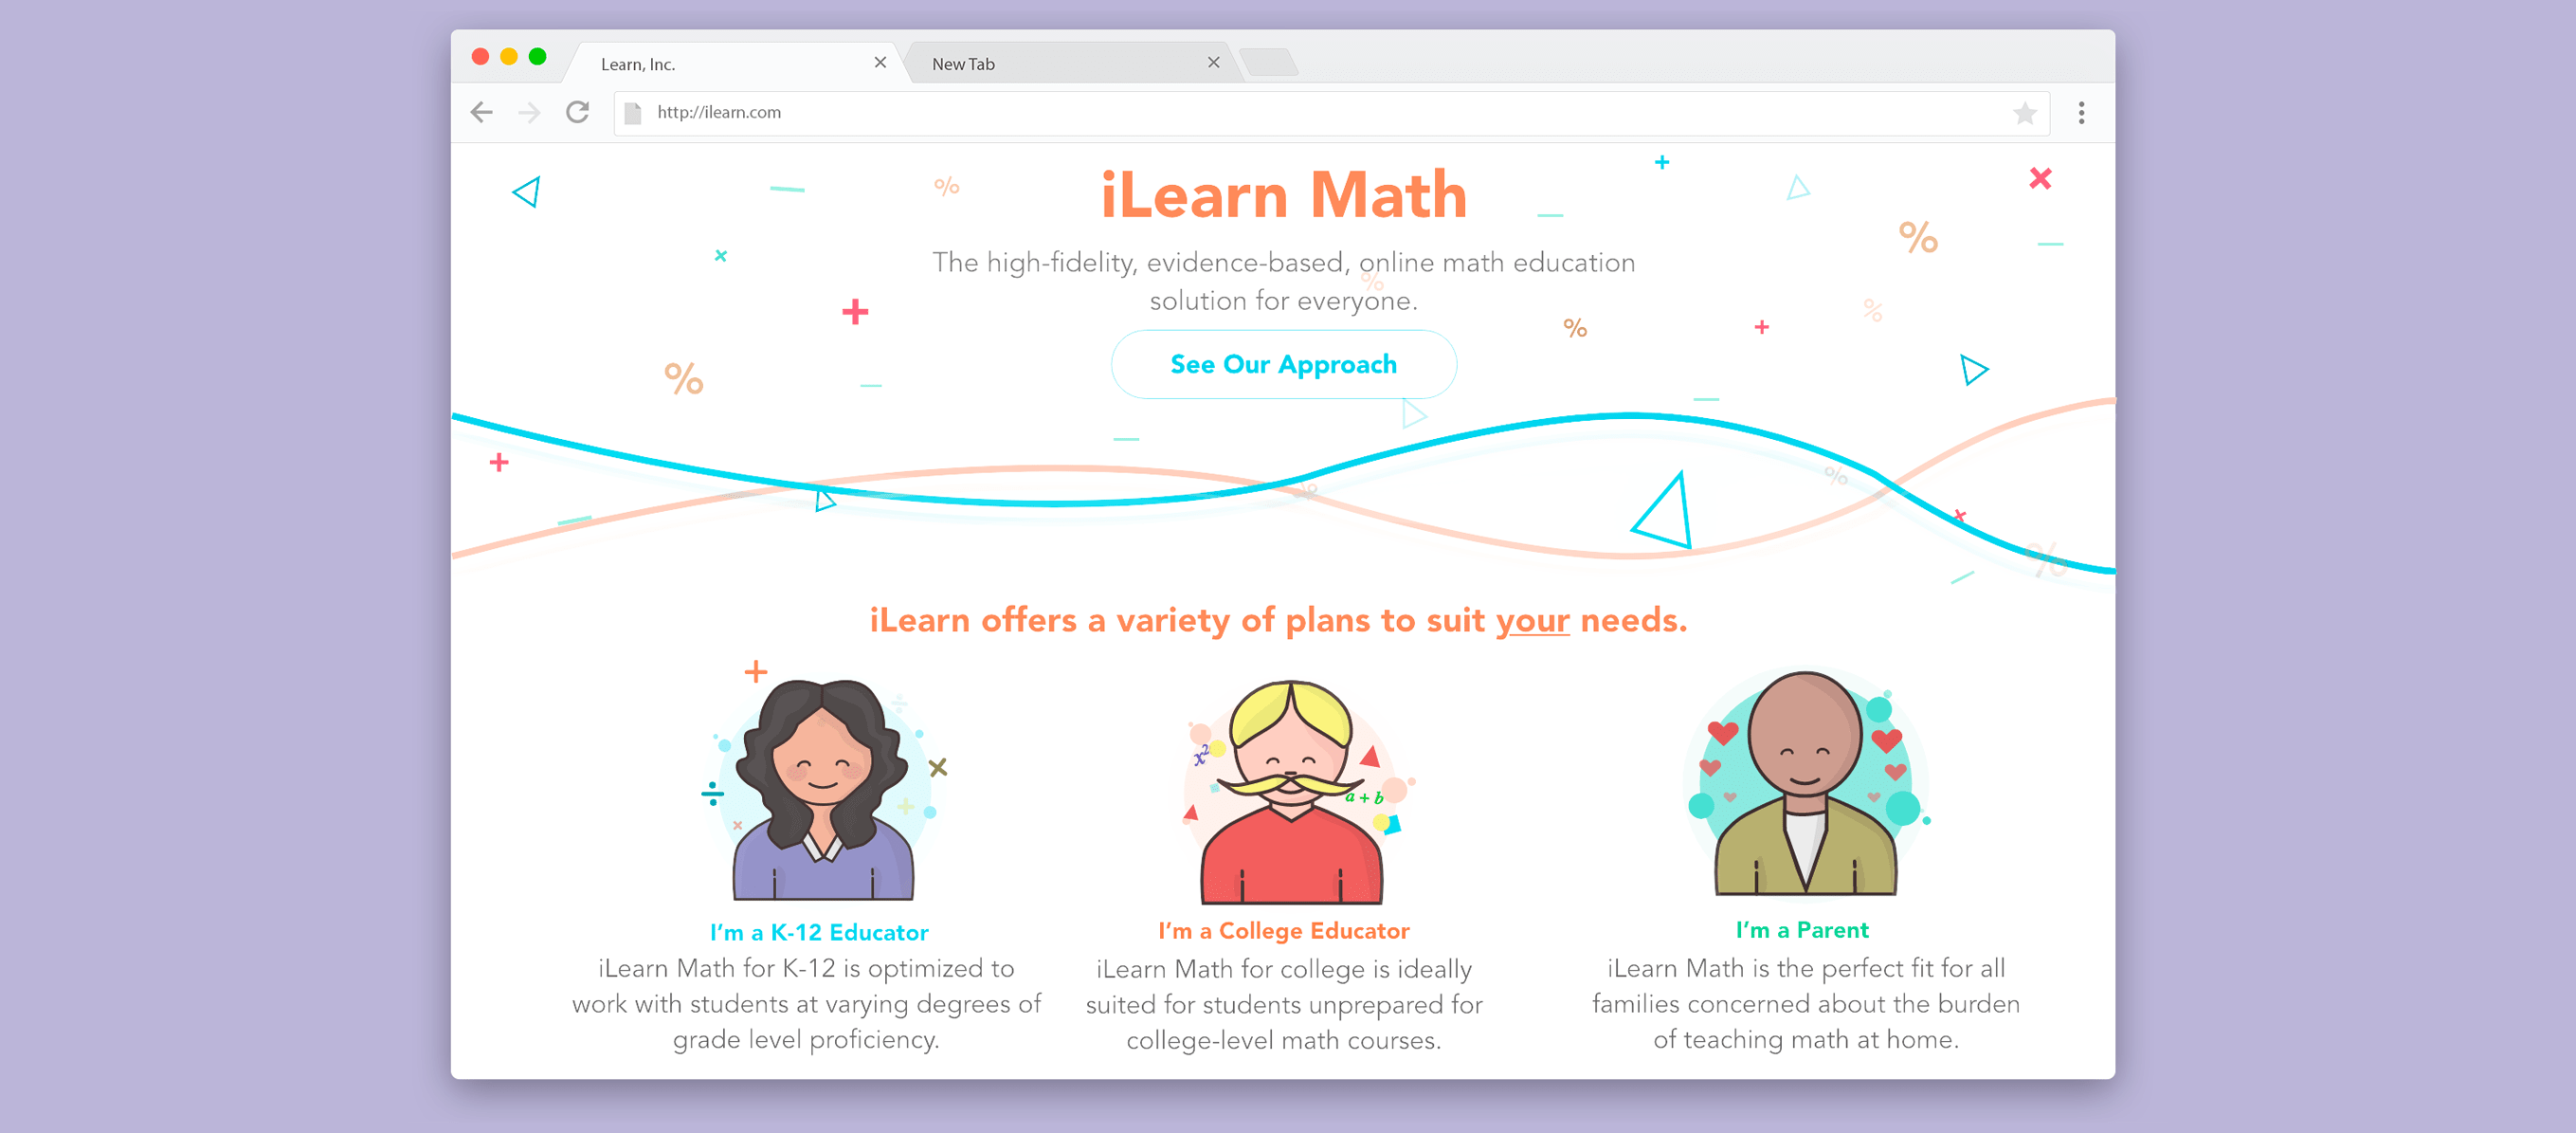 Learn, Inc.
New Tab
http://ilearn.com
iLearn Math
The high-fidelity, evidence-based, online math education
solution for everyone.
See Our Approach
iLearn offers a variety of plans to suit your needs.
x²
a + b
I'm a K-12 Educator
iLearn Math for K-12 is optimized to
work with students at varying degrees of
grade level proficiency.
I'm a College Educator
iLearn Math for college is ideally
suited for students unprepared for
college-level math courses.
I'm a Parent
iLearn Math is the perfect fit for all
families concerned about the burden
of teaching math at home.